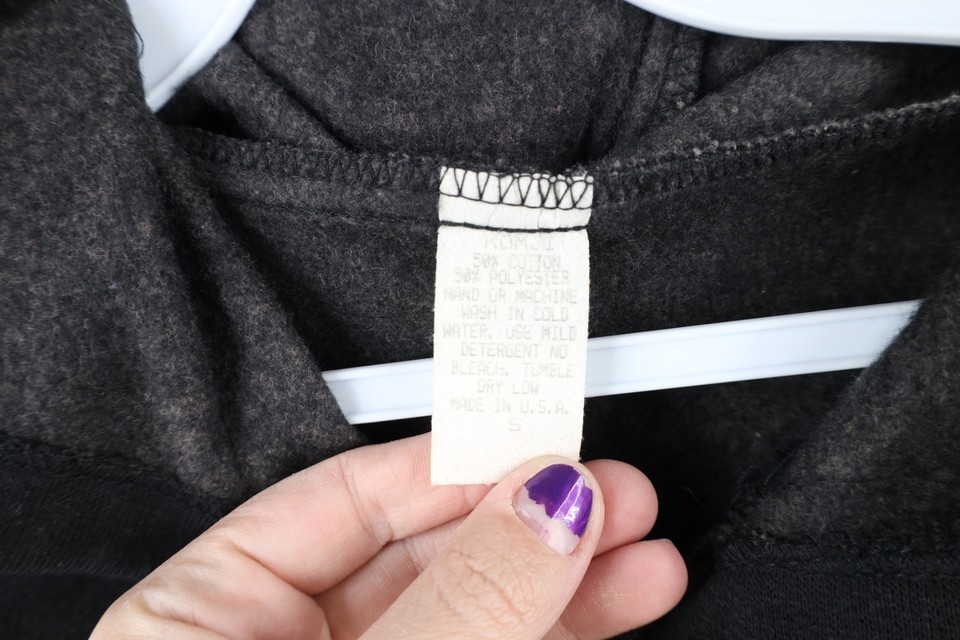 KOMJI
50% COTTON
50% POLYESTER
HAND OR MACHINE
WASH IN COLD
WATER. USE MILD
DETERGENT NO
BLEACH. TUMBLE
DRY LOW
MADE IN U.S.A.
S